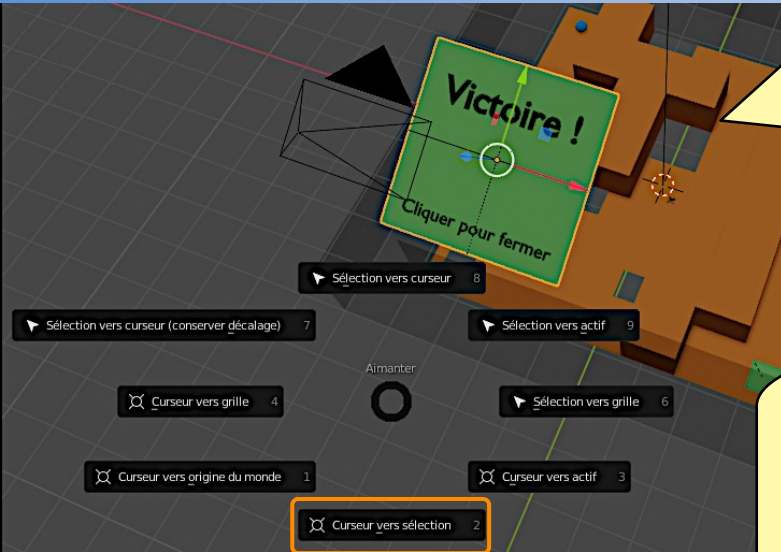 Victoire !
Cliquer pour fermer
Sélection vers curseur 8
Sélection vers curseur (conserver décalage) 7
Sélection vers actif 9
Aimanter
Curseur vers grille 4
Sélection vers grille 6
Curseur vers origine du monde 1
Curseur vers actif 3
Curseur vers sélection 2